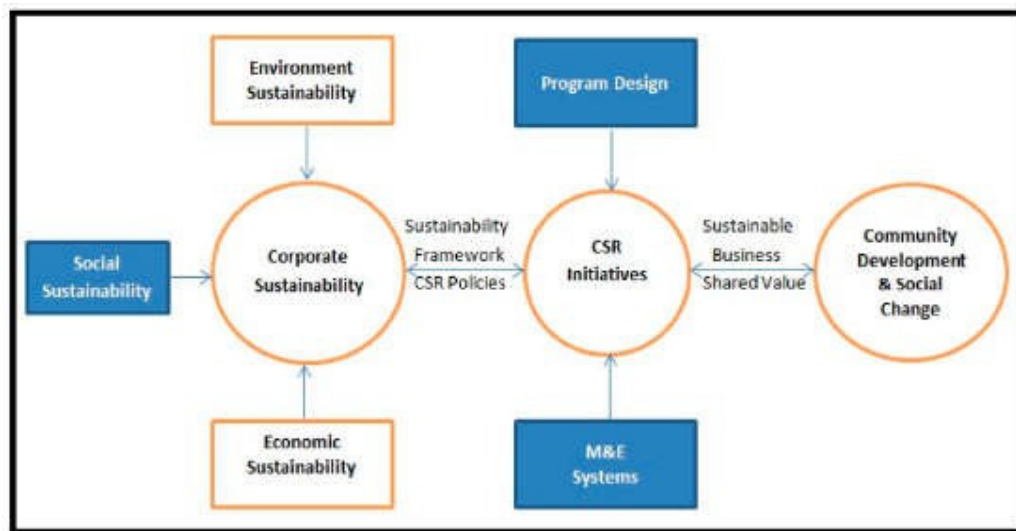 Environment
Sustainability
Program Design
Social
Sustainability
Corporate
Sustainability
Sustainability
Framework
CSR Policies
CSR
Initiatives
Sustainable
Business
Shared Value
Community
Development
& Social
Change
Economic
Sustainability
M&E
Systems